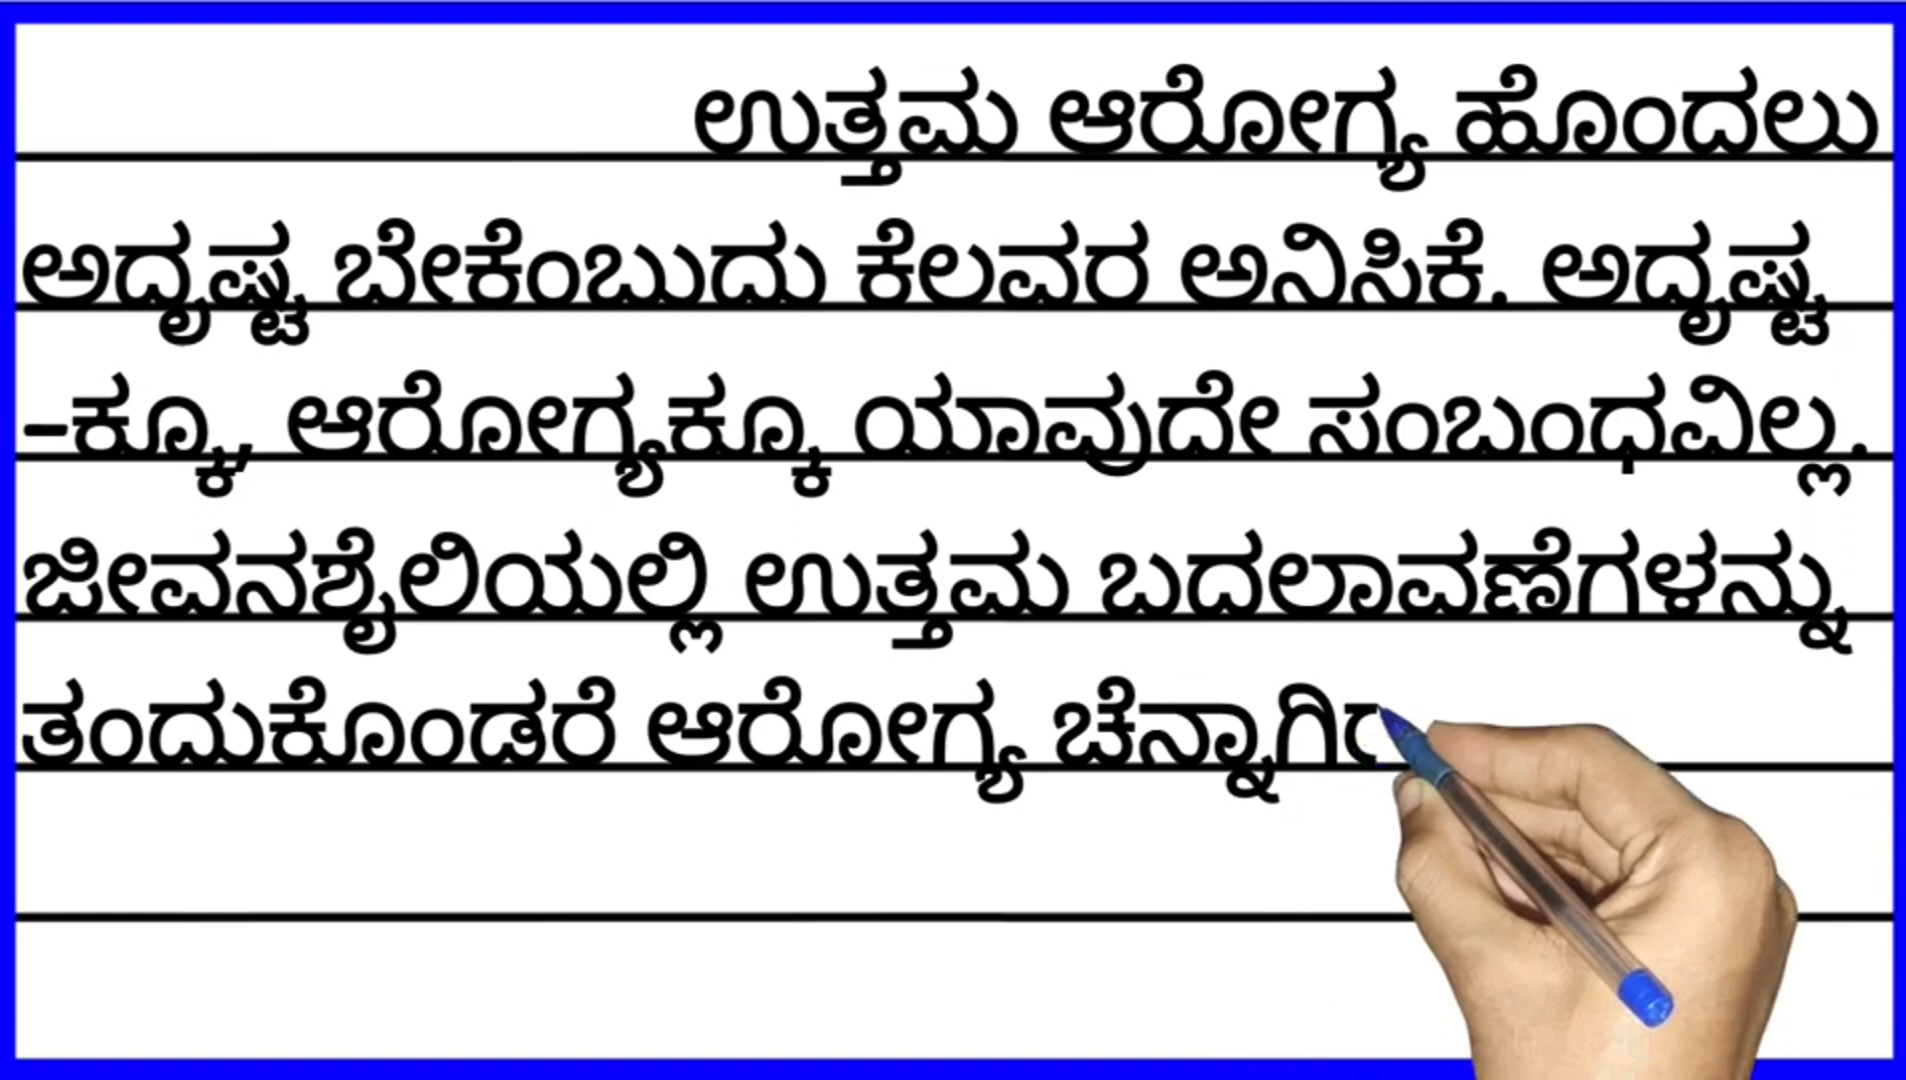 ಉತ್ತಮ ಆರೋಗ್ಯ ಹೊಂದಲು
ಅದೃಷ್ಟ ಬೇಕೆಂಬುದು ಕೆಲವರ ಅನಿಸಿಕೆ. ಅದೃಷ್ಟ
-ಕ್ಕೂ, ಆರೋಗ್ಯಕ್ಕೂ ಯಾವುದೇ ಸಂಬಂಧವಿಲ್ಲ.
ಜೀವನಶೈಲಿಯಲ್ಲಿ ಉತ್ತಮ ಬದಲಾವಣೆಗಳನ್ನು
ತಂದುಕೊಂಡರೆ ಆರೋಗ್ಯ